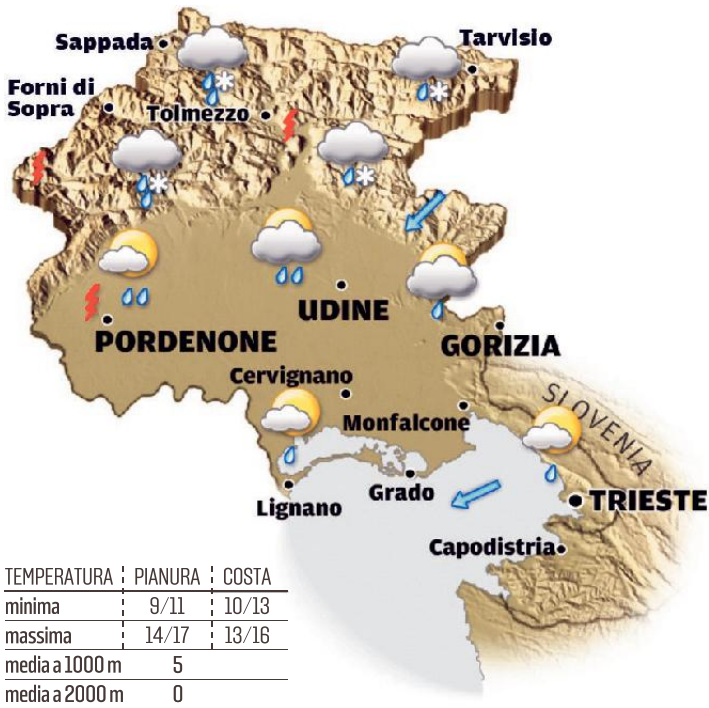 Sappada
Tarvisio
Forni di
Sopra
Tolmezzo
UDINE
PORDENONE
GORIZIA
Cervignano
SLOVENIA
Monfalcone
Grado
Lignano
TRIESTE
Capodistria
TEMPERATURA PIANURA COSTA
minima 9/11 10/13
massima 14/17 13/16
media a 1000 m 5
media a 2000 m 0